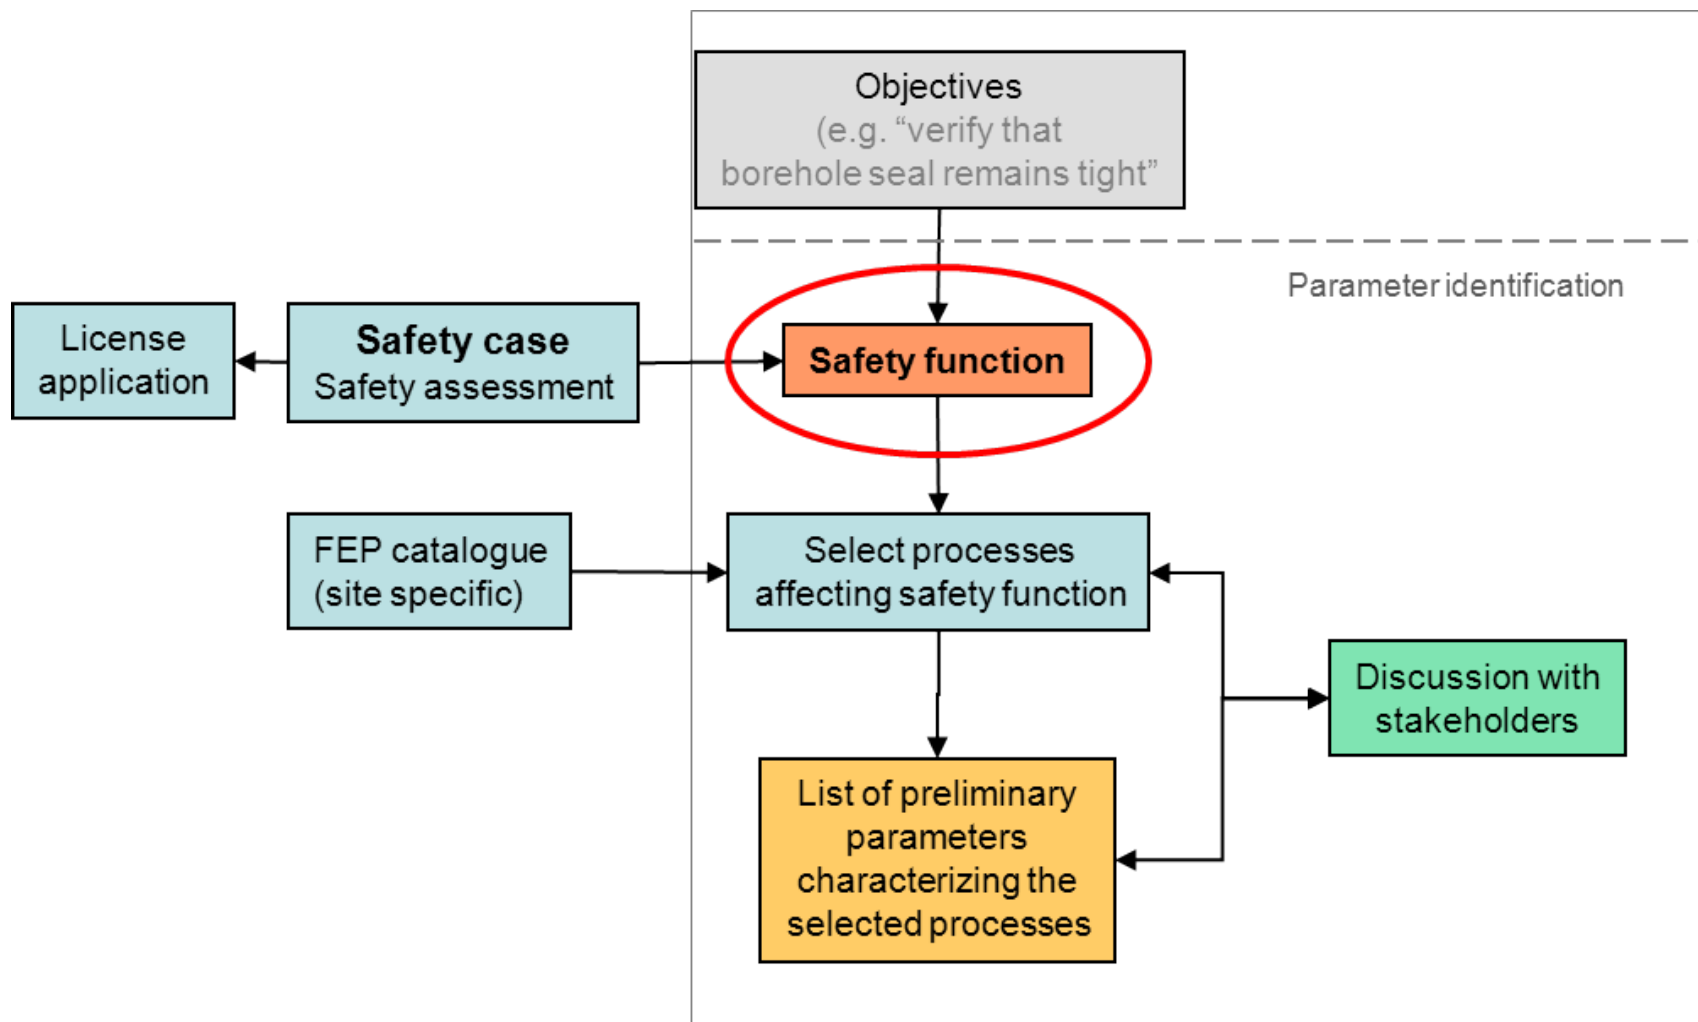 Objectives
(e.g. “verify that
borehole seal remains tight”
Parameter identification
License
application
Safety case
Safety assessment
Safety function
FEP catalogue
(site specific)
Select processes
affecting safety function
Discussion with
stakeholders
List of preliminary
parameters
characterizing the
selected processes